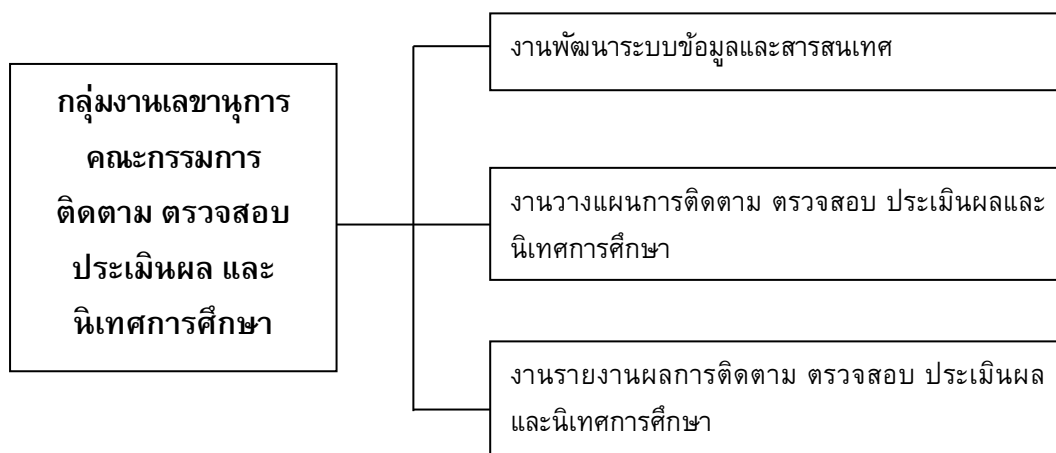 กลุ่มงานเลขานุการ
คณะกรรมการ
ติดตาม ตรวจสอบ
ประเมินผล และ
นิเทศการศึกษา
งานพัฒนาระบบข้อมูลและสารสนเทศ
งานวางแผนการติดตาม ตรวจสอบ ประเมินผลและ
นิเทศการศึกษา
งานรายงานผลการติดตาม ตรวจสอบ ประเมินผล
และนิเทศการศึกษา